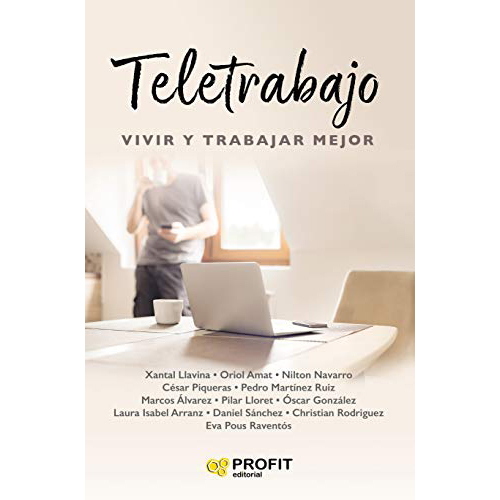 Teletrabajo
VIVIR Y TRABAJAR MEJOR
Xantal Llavina • Oriol Amat • Nilton Navarro
César Piqueras • Pedro Martínez Ruiz
Marcos Álvarez • Pilar Lloret • Óscar González
Laura Isabel Arranz • Daniel Sánchez • Christian Rodriguez
Eva Pous Raventós
PROFIT
editorial